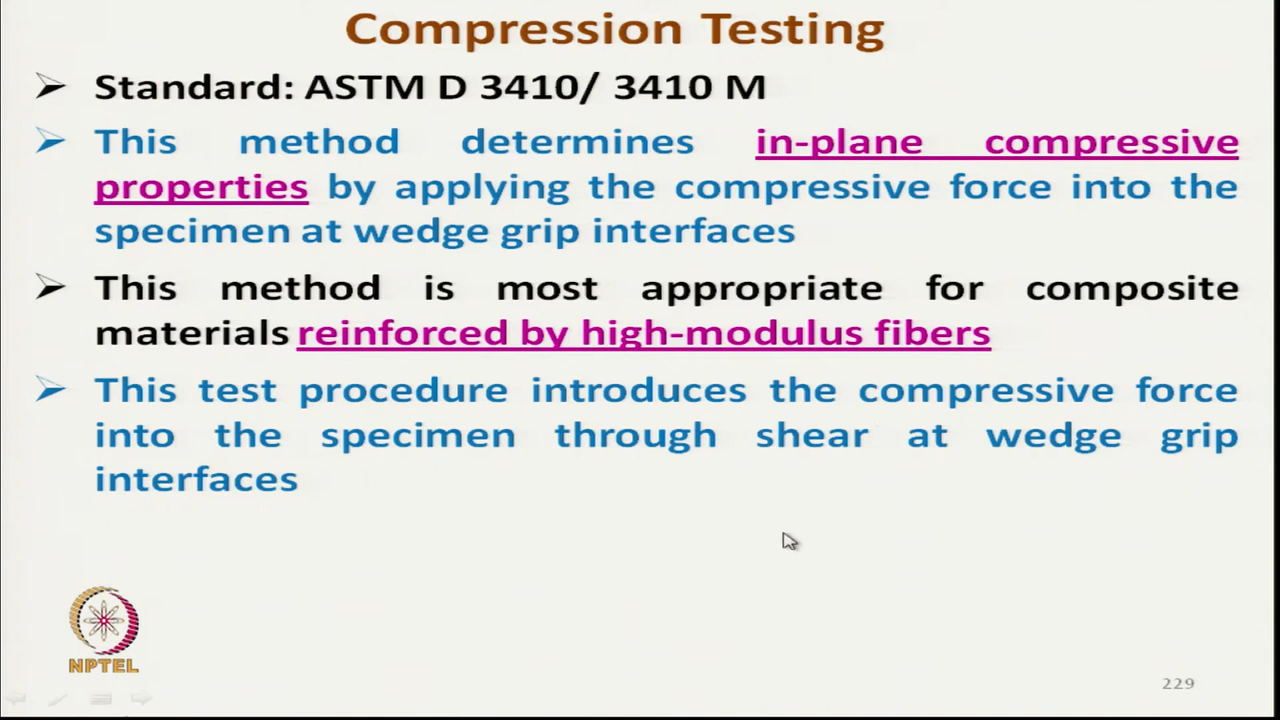 Compression Testing
Standard: ASTM D 3410/ 3410 M
This method determines in-plane compressive
properties by applying the compressive force into the
specimen at wedge grip interfaces
This method is most appropriate for composite
materials reinforced by high-modulus fibers
This test procedure introduces the compressive force
into the specimen through shear at wedge grip
interfaces
NPTEL
229